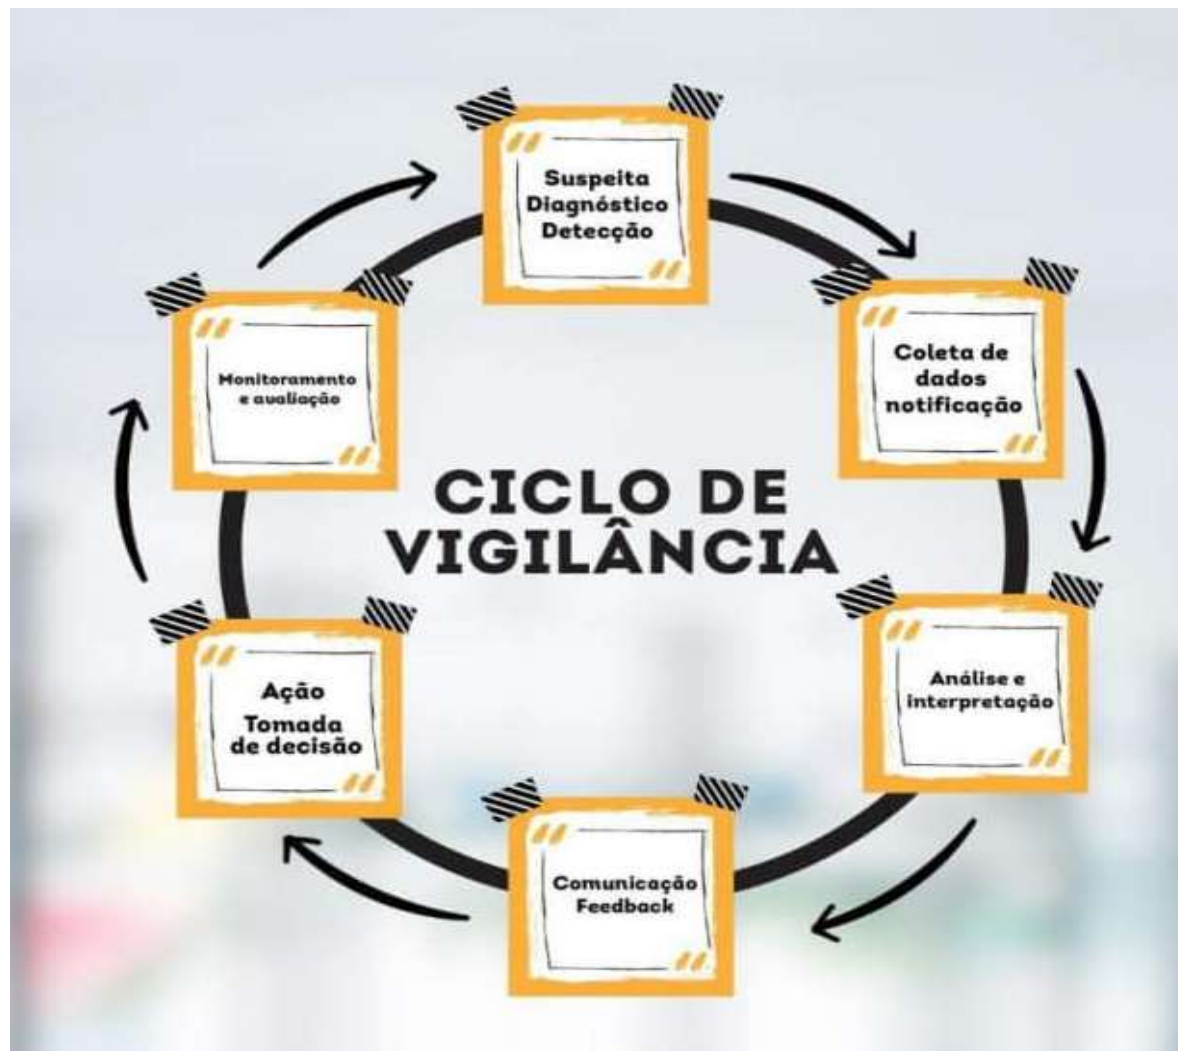 Suspeita
Diagnóstico
Detecção
Coleta de
dados
notificação
Análise e
interpretação
Comunicação
Feedback
Ação
Tomada
de decisão
Monitoramento
e avaliação
CICLO DE
VIGILÂNCIA